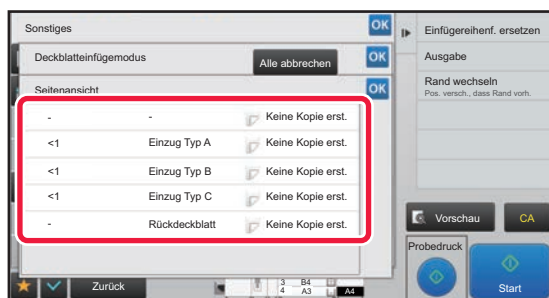 Sonstiges
OK
Deckblatteinfügemodus
Alle abbrechen
OK
Seitenansicht
OK
- - Keine Kopie erst.
<1 Einzug Typ A Keine Kopie erst.
<1 Einzug Typ B Keine Kopie erst.
<1 Einzug Typ C Keine Kopie erst.
- Rückdeckblatt Keine Kopie erst.
Zurück
3 B4
4 A3
A4
Einfügereihenf. ersetzen
Ausgabe
Rand wechseln
Pos. versch., dass Rand vorh.
Vorschau
CA
Probedruck
Start